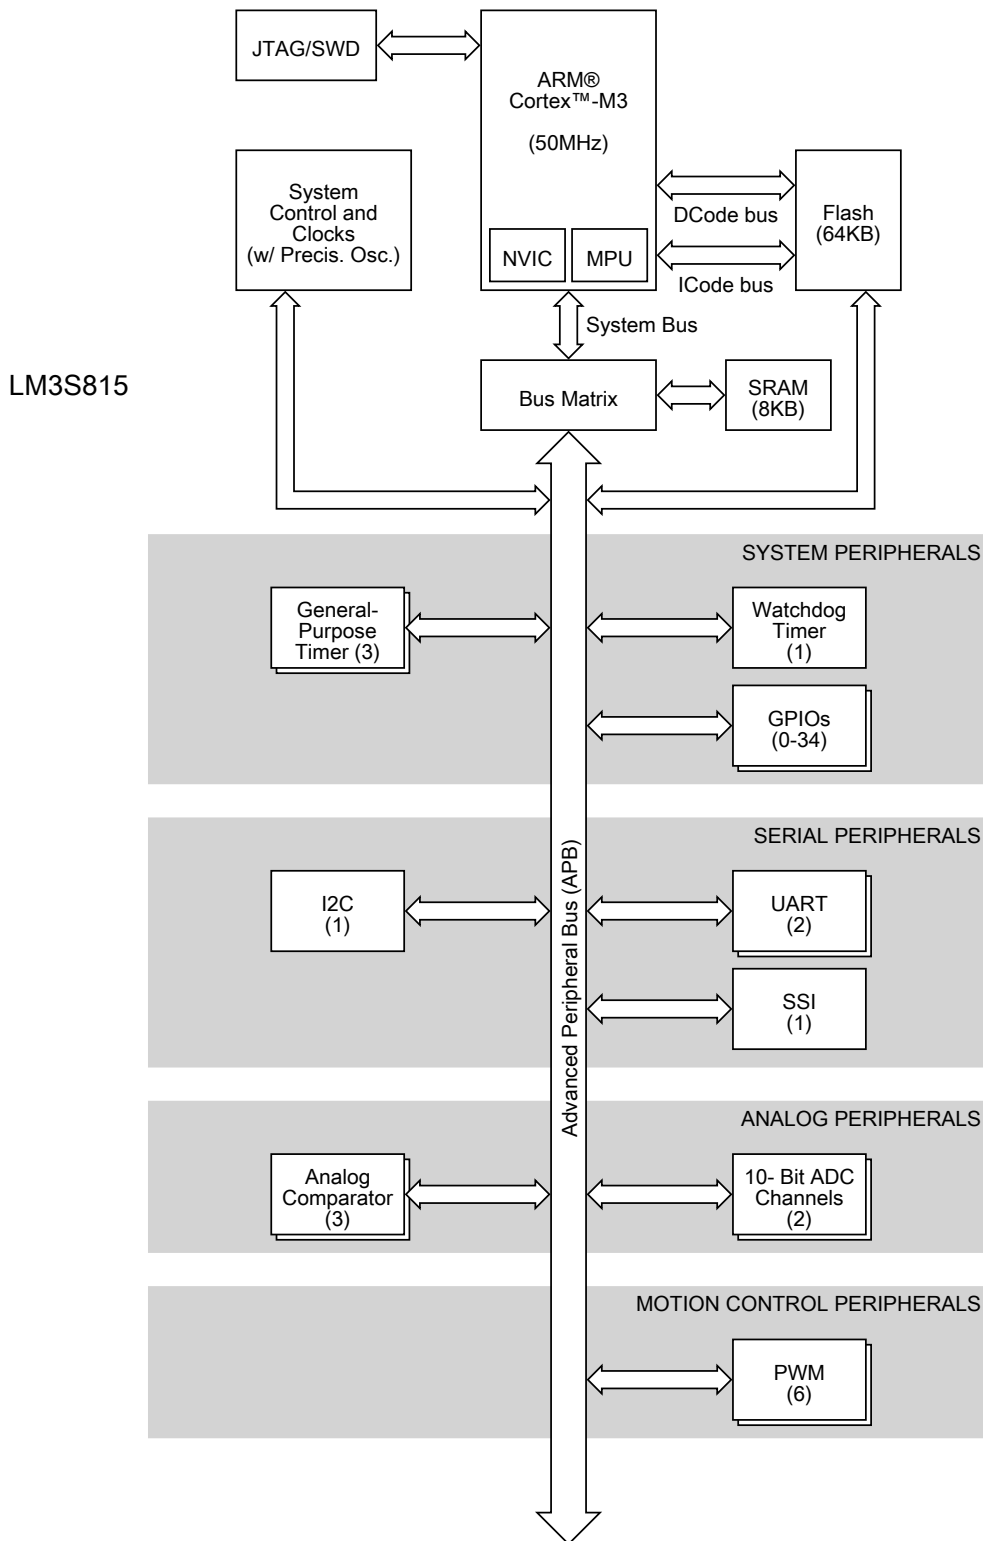 JTAG/SWD
ARM®
Cortex™-M3
(50MHz)
NVIC
MPU
System
Control and
Clocks
(w/ Precis. Osc.)
DCode bus
ICode bus
Flash
(64KB)
System Bus
LM3S815
Bus Matrix
SRAM
(8KB)
SYSTEM PERIPHERALS
General-
Purpose
Timer (3)
Watchdog
Timer
(1)
GPIOs
(0-34)
Advanced Peripheral Bus (APB)
SERIAL PERIPHERALS
I2C
(1)
UART
(2)
SSI
(1)
ANALOG PERIPHERALS
Analog
Comparator
(3)
10- Bit ADC
Channels
(2)
MOTION CONTROL PERIPHERALS
PWM
(6)